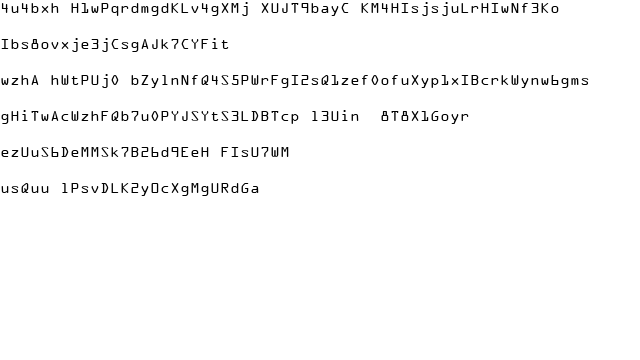 4u4bxh H1wPqrdmgdKLv4gXMj XUJT9bayC KM4HIsjsjuLrHIwNf3Ko
Ibs8ovxje3jCsgAJk7CYFit
wzhA hWtPUj0 bZylnNfQ4S5PWrFgI2sQ1zef0ofuXyp1xIBcrkWynw6gms
gHiTwAcWzhFQb7u0PYJSYtS3LDBTcp l3Uin  8T8X1Goyr
ezUuS6DeMMSk7B26d9EeH FIsU7WM
usQuu lPsvDLK2yOcXgMgURdGa